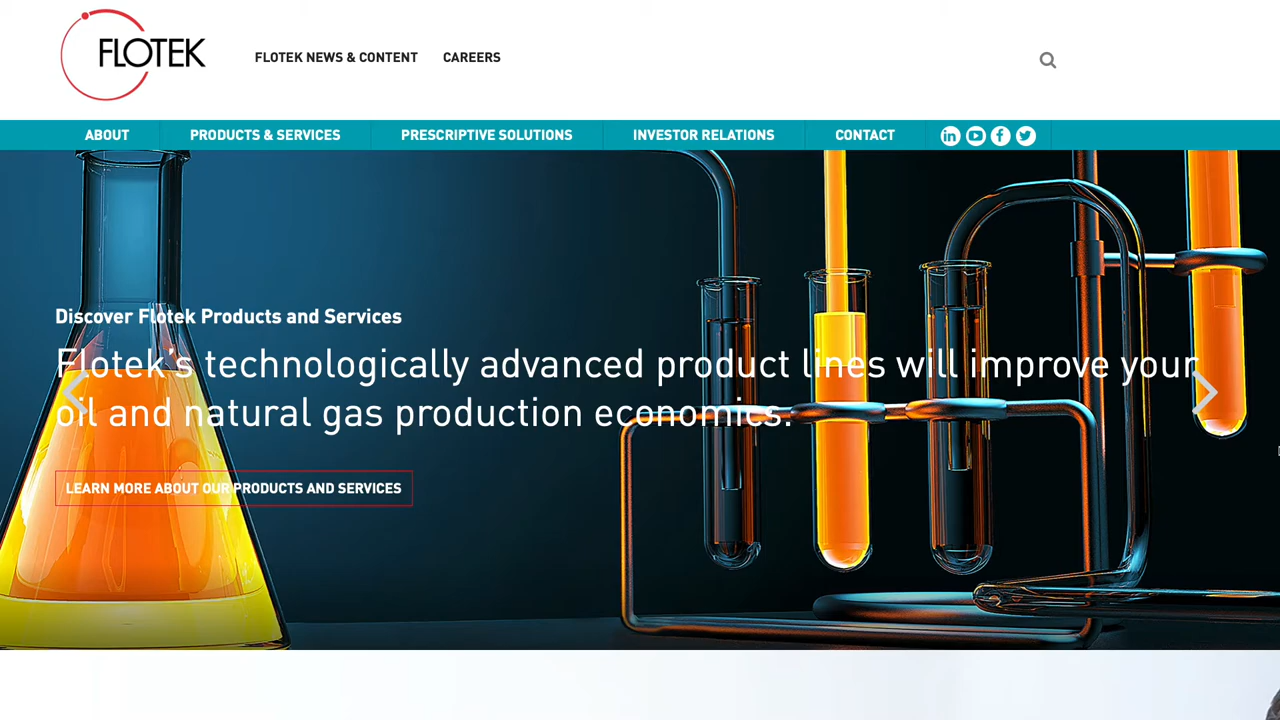 FLOTEK
FLOTEK NEWS & CONTENT
CAREERS
ABOUT
PRODUCTS & SERVICES
PRESCRIPTIVE SOLUTIONS
INVESTOR RELATIONS
CONTACT
Discover Flotek Products and Services
Flotek's technologically advanced product lines will improve your
oil and natural gas production economics.
LEARN MORE ABOUT OUR PRODUCTS AND SERVICES